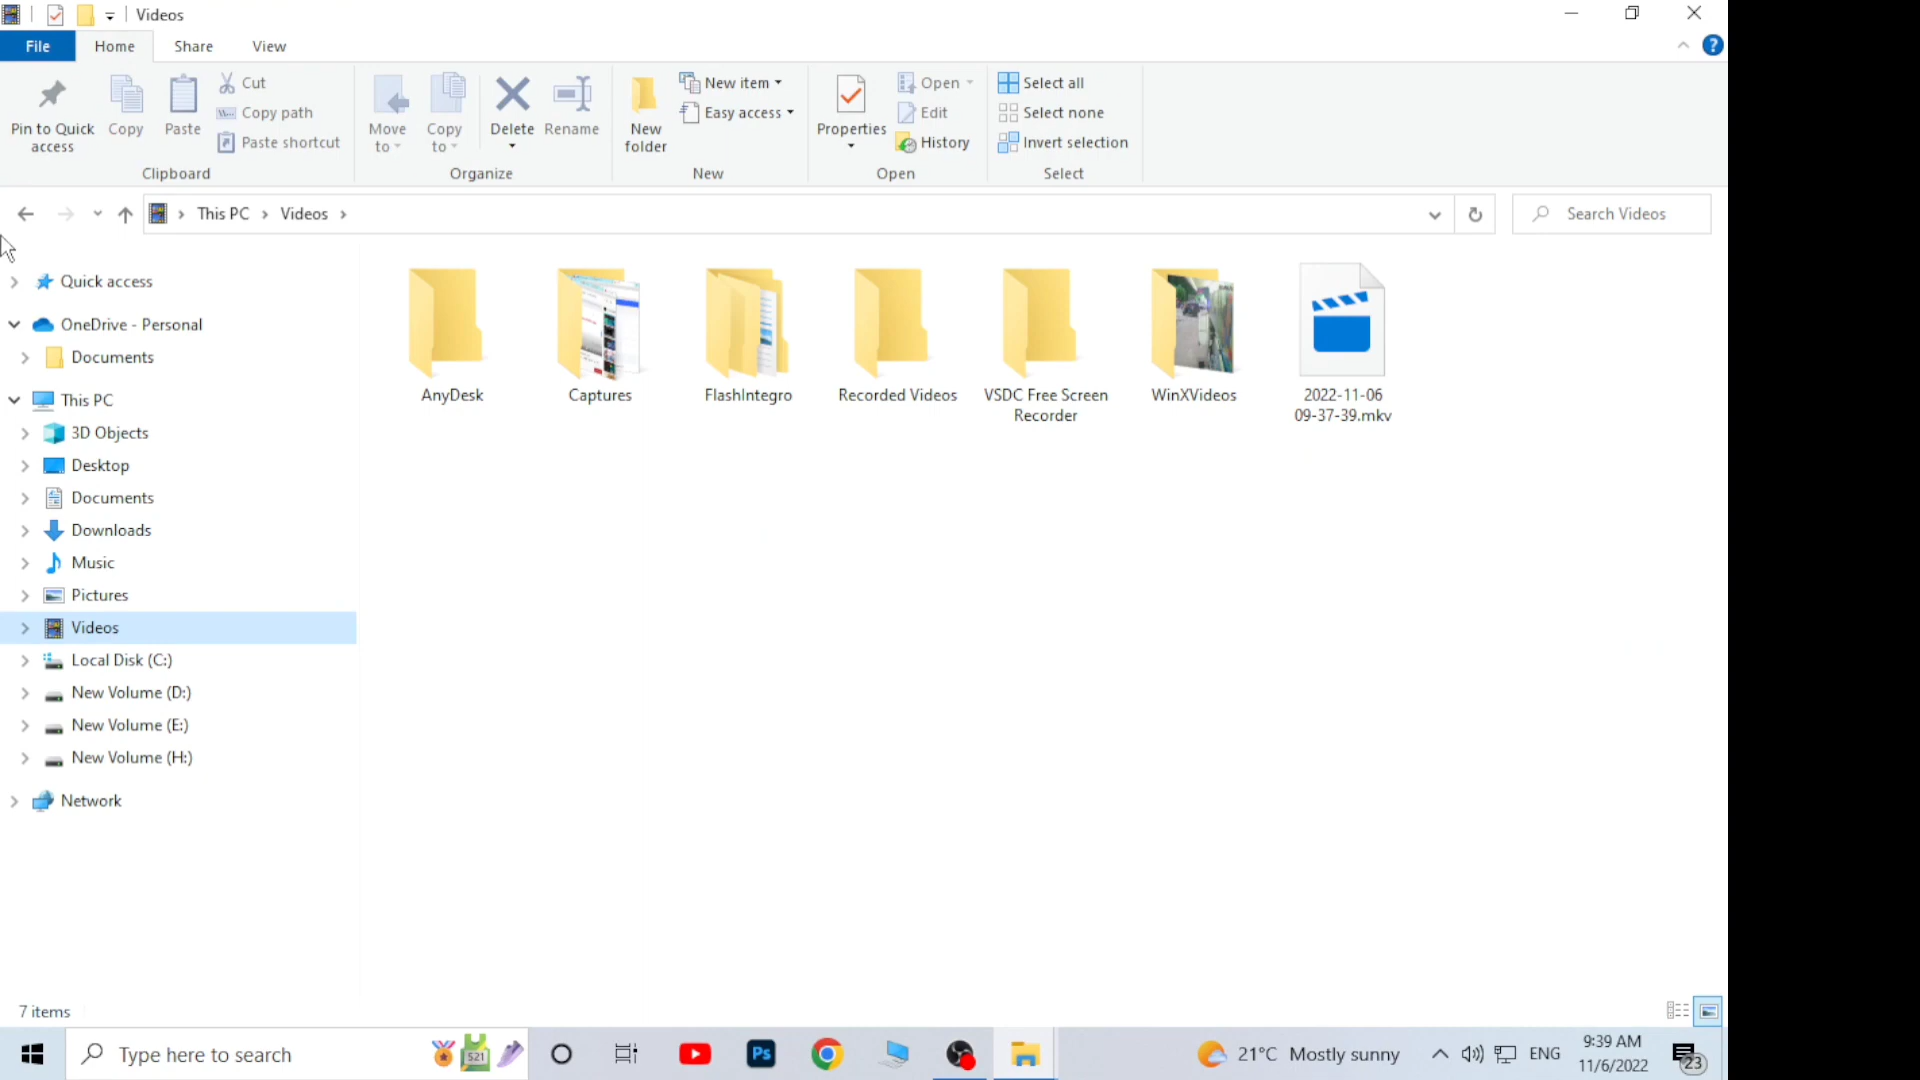 Videos
File Home Share View
Pin to Quick access
Copy
Paste
Cut
Copy path
Paste shortcut
Clipboard
Move to
Copy to
Delete
Rename
Organize
New folder
New item
Easy access
New
Properties
Open
Edit
History
Open
Select all
Select none
Invert selection
Select
This PC
Videos
Search Videos
Quick access
OneDrive - Personal
Documents
This PC
3D Objects
Desktop
Documents
Downloads
Music
Pictures
Videos
Local Disk (C:)
New Volume (D:)
New Volume (E:)
New Volume (H:)
Network
AnyDesk
Captures
FlashIntegro
Recorded Videos
VSDC Free Screen
Recorder
WinXVideos
2022-11-06
09-37-39.mkv
7 items
Type here to search
521
Ps
21°C Mostly sunny
ENG
9:39 AM
11/6/2022
23